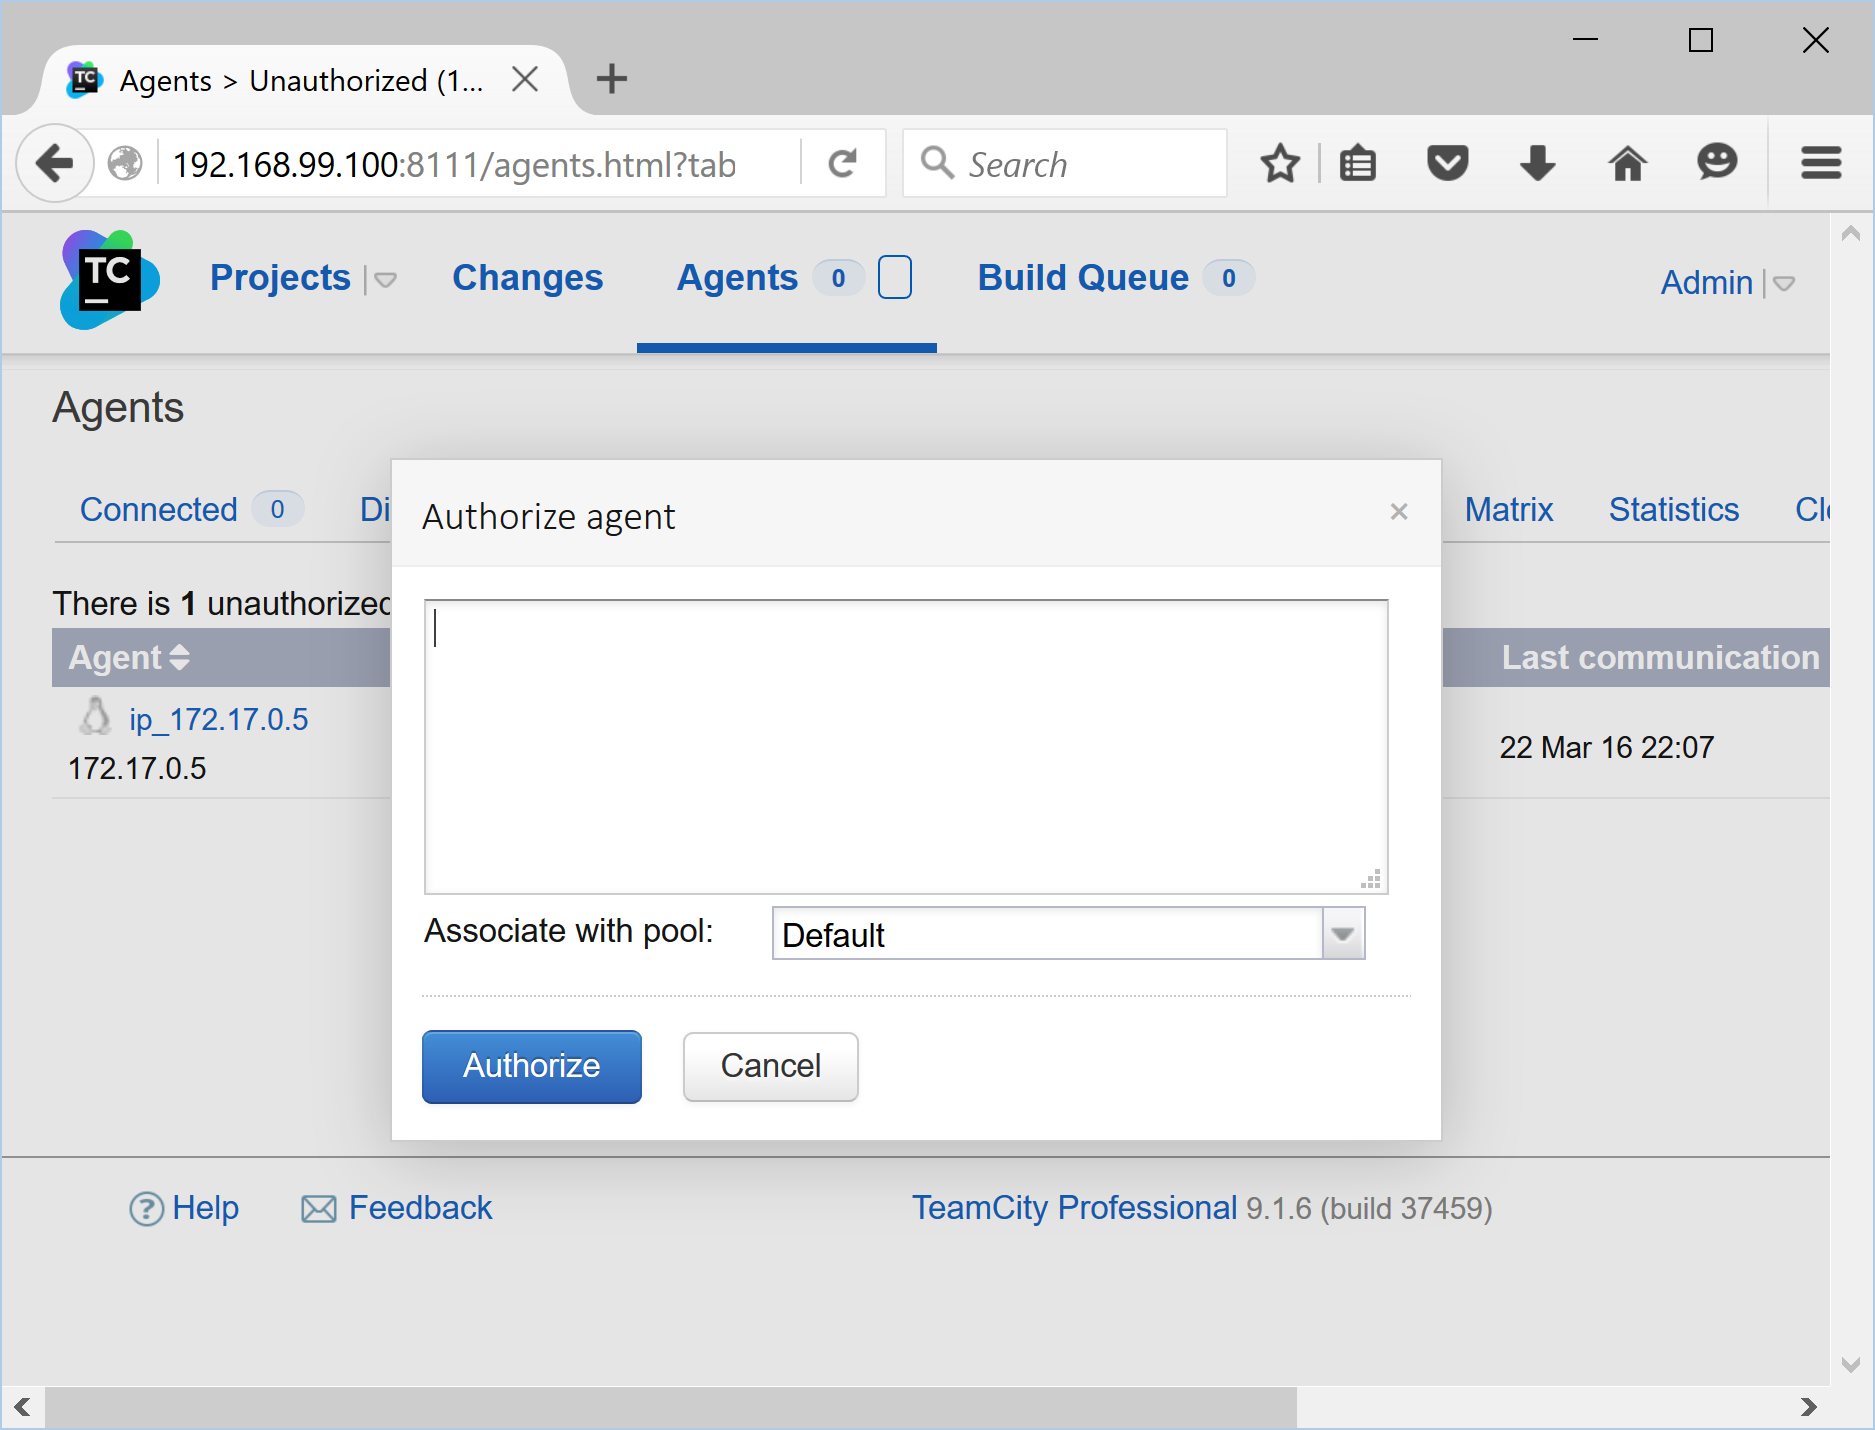 Agents > Unauthorized (1...
192.168.99.100:8111/agents.html?tab
Search
TC
Projects
Changes
Agents 0
Build Queue 0
Admin
Agents
Connected 0
Di
Matrix
Statistics
Cl
Authorize agent
There is 1 unauthorized
Agent
Last communication
ip_172.17.0.5
172.17.0.5
22 Mar 16 22:07
Associate with pool:
Default
Authorize
Cancel
Help
Feedback
TeamCity Professional 9.1.6 (build 37459)